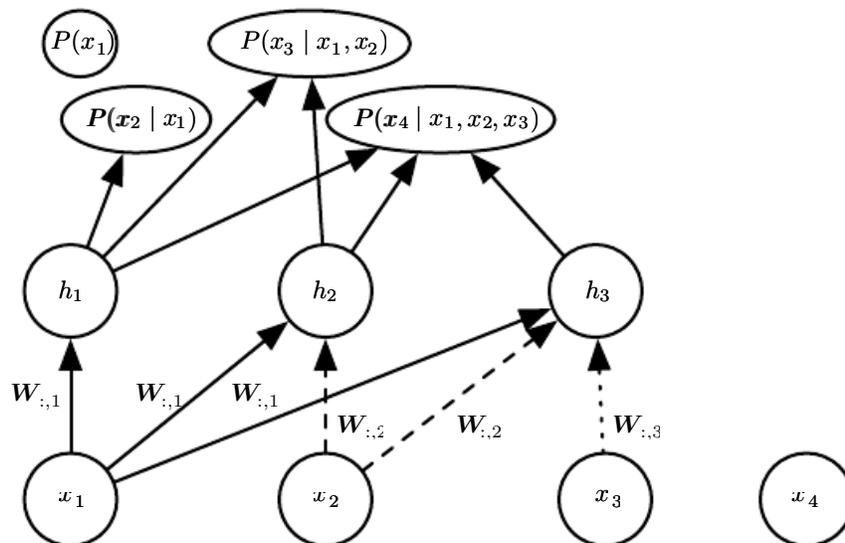 P(x₁)
P(x₃ | x₁, x₂)
P(x₂ | x₁)
P(x₄ | x₁, x₂, x₃)
h₁
h₂
h₃
W:,1
W:,1
W:,1
W:,2
W:,2
W:,3
x₁
x₂
x₃
x₄